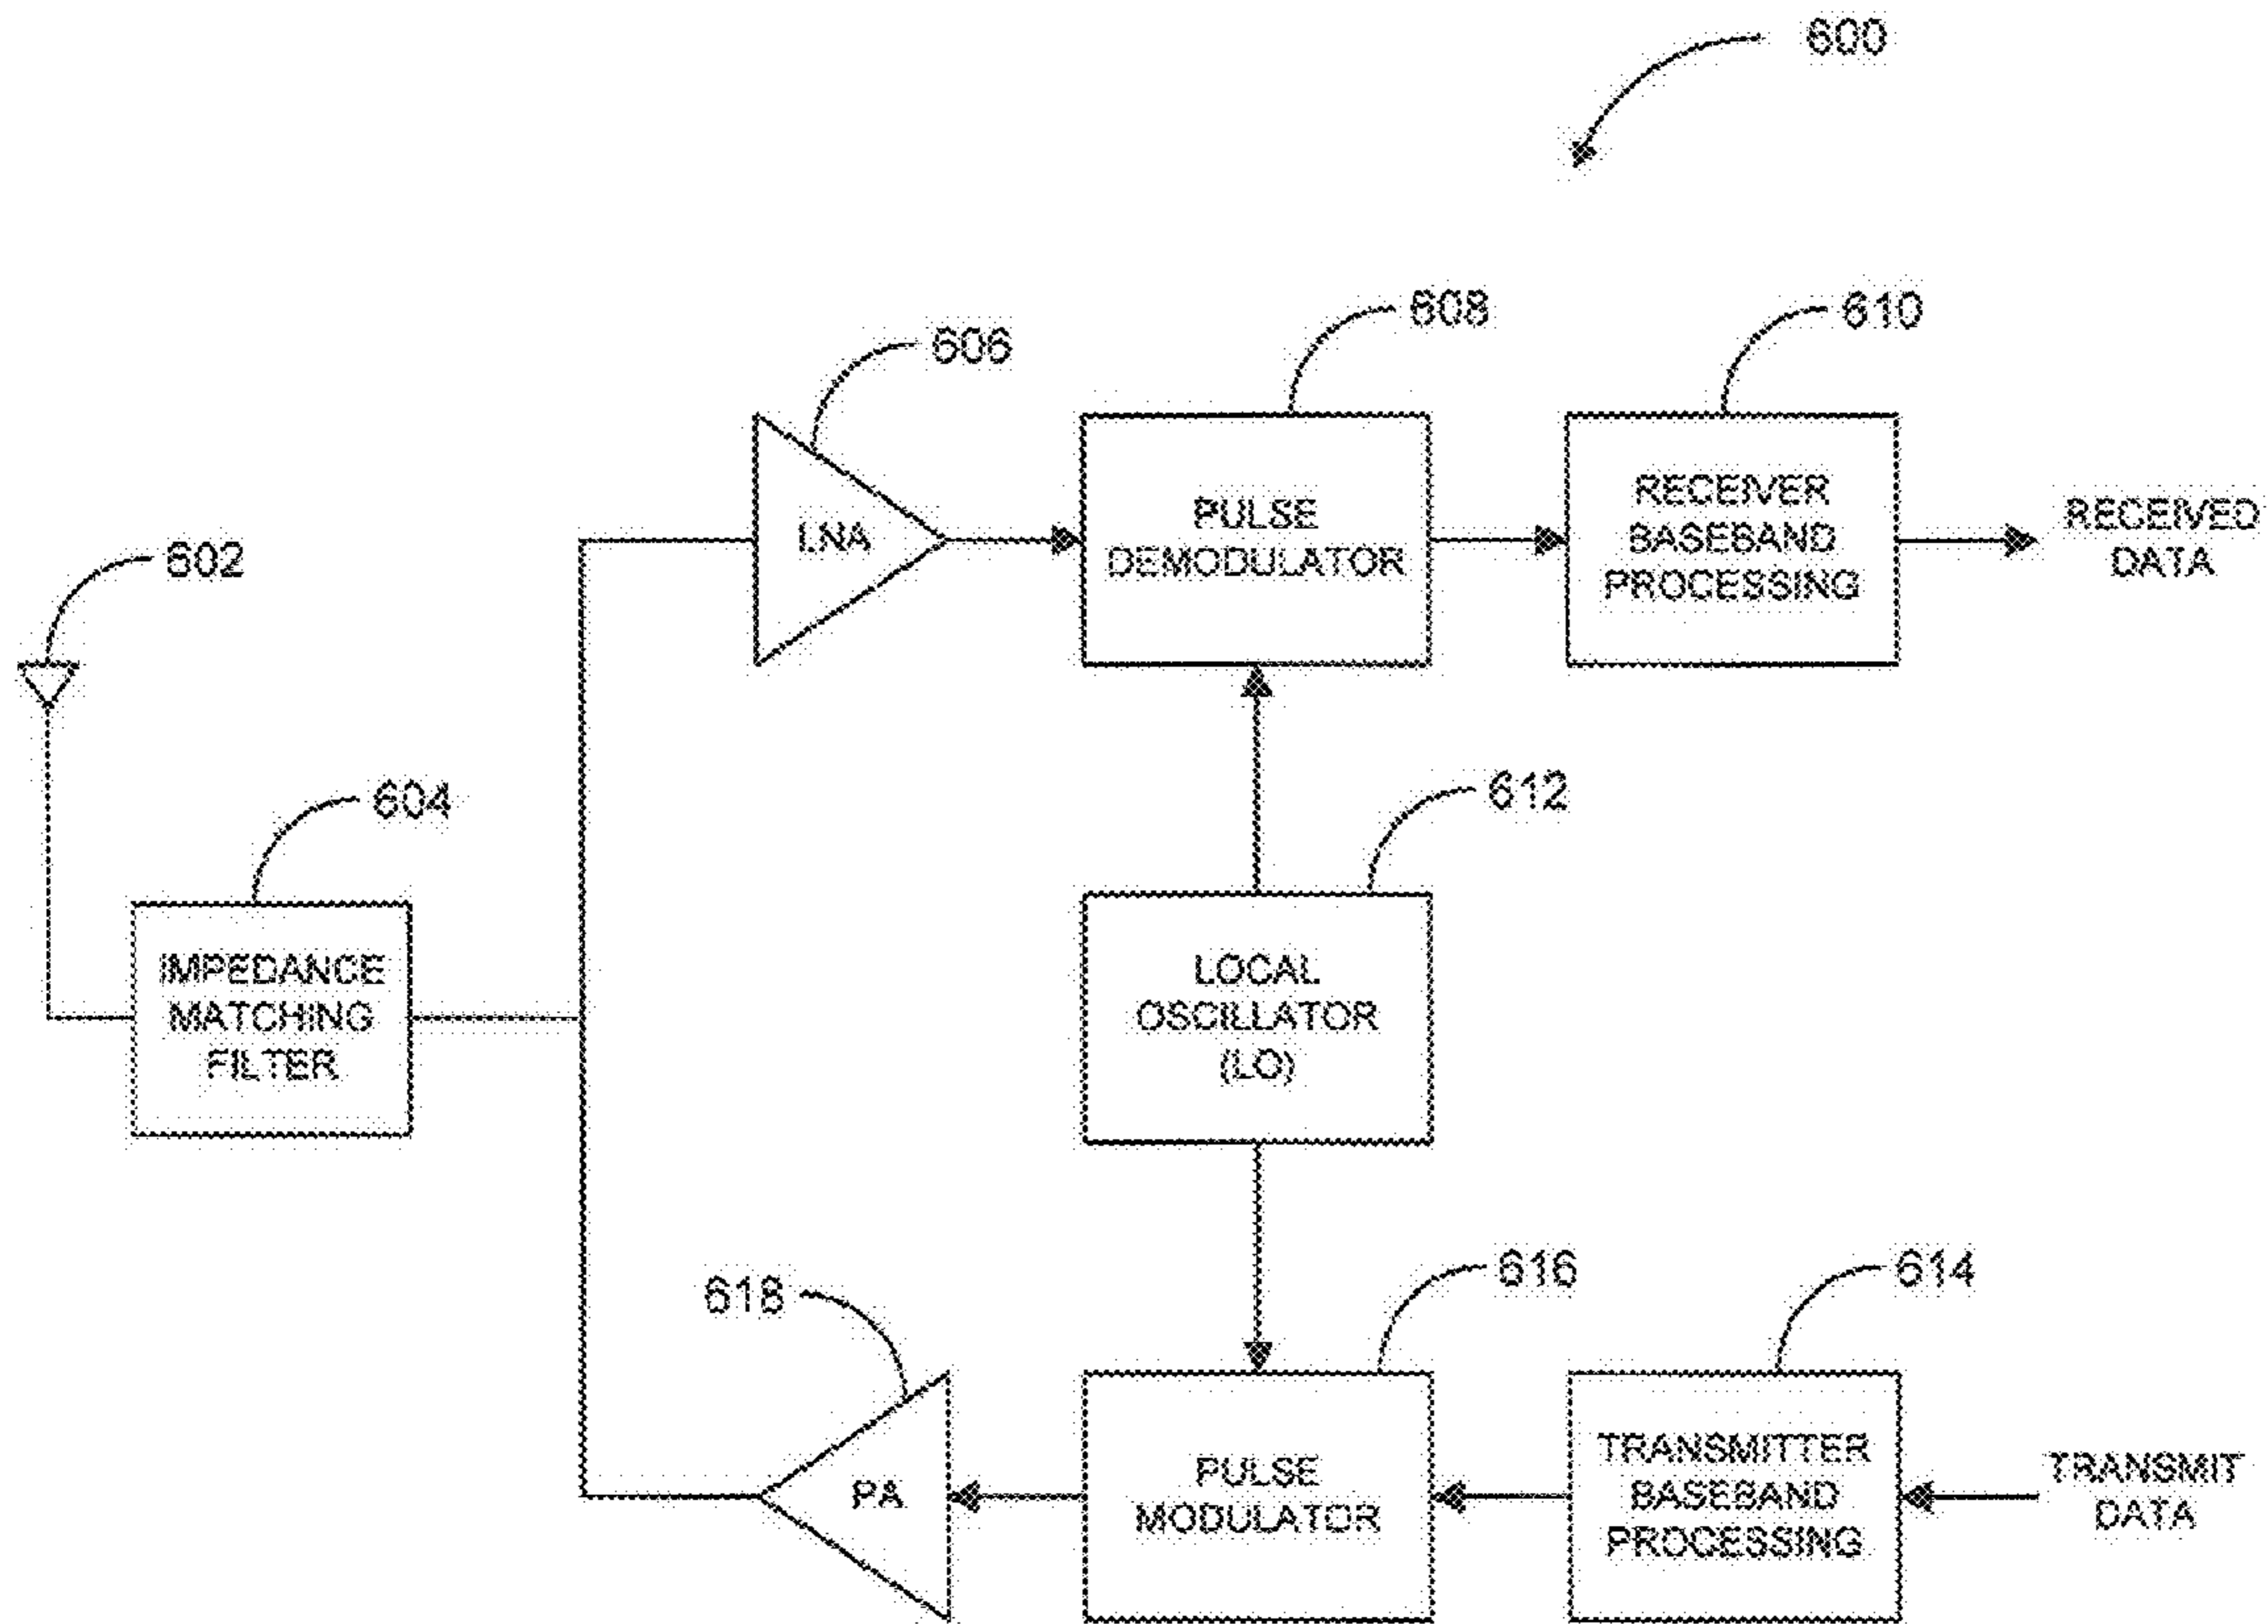 600
608
610
606
LNA
PULSE
DEMODULATOR
RECEIVER
BASEBAND
PROCESSING
RECEIVED
DATA
602
604
612
IMPEDANCE
MATCHING
FILTER
LOCAL
OSCILLATOR
(LO)
618
616
614
PA
PULSE
MODULATOR
TRANSMITTER
BASEBAND
PROCESSING
TRANSMIT
DATA